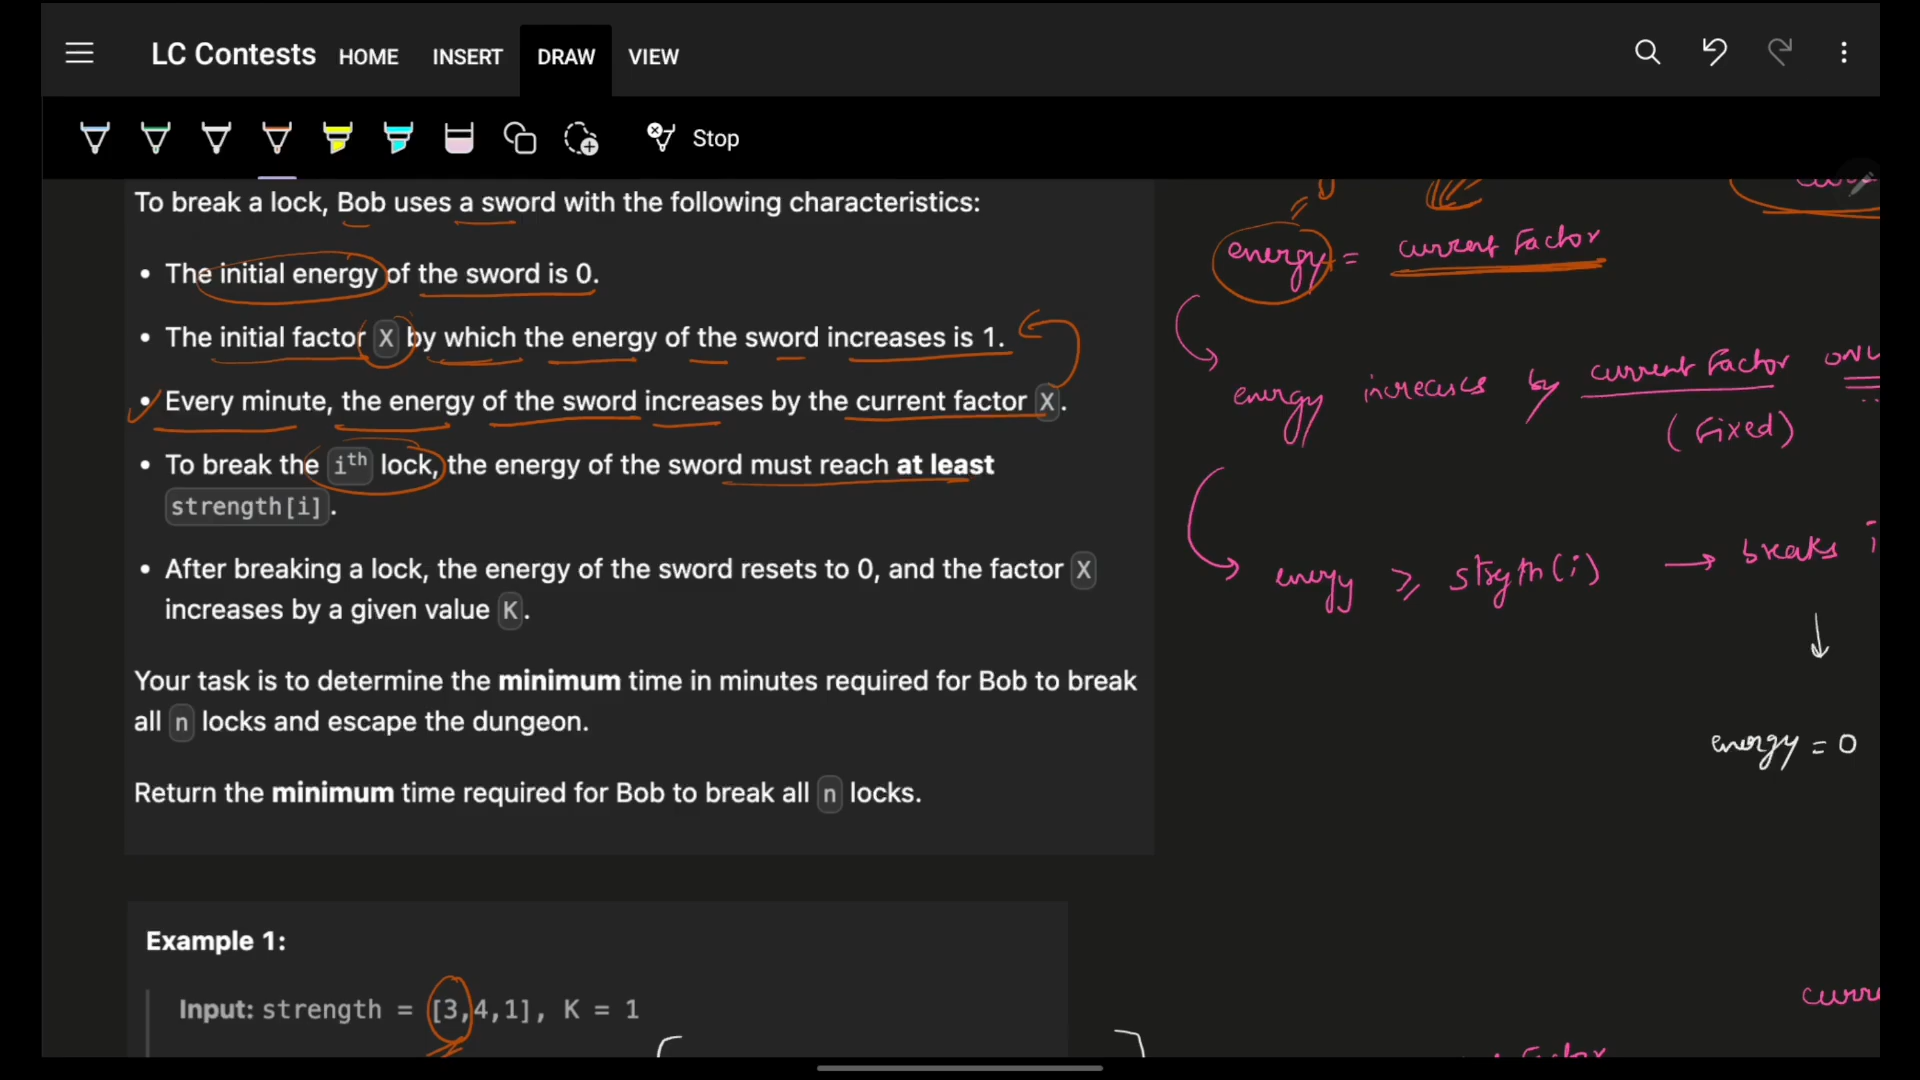 LC Contests HOME INSERT DRAW VIEW
Stop
To break a lock, Bob uses a sword with the following characteristics:
• The initial energy of the sword is 0.
• The initial factor X by which the energy of the sword increases is 1.
• Every minute, the energy of the sword increases by the current factor X.
• To break the ith lock, the energy of the sword must reach at least
strength[i].
• After breaking a lock, the energy of the sword resets to 0, and the factor X
increases by a given value K.
Your task is to determine the minimum time in minutes required for Bob to break
all n locks and escape the dungeon.
Return the minimum time required for Bob to break all n locks.
Example 1:
Input: strength = [3,4,1], K = 1
0
energy = current Factor
energy increases by current Factor
(Fixed)
energy ⩾ strgth(i) → breaks
energy = 0